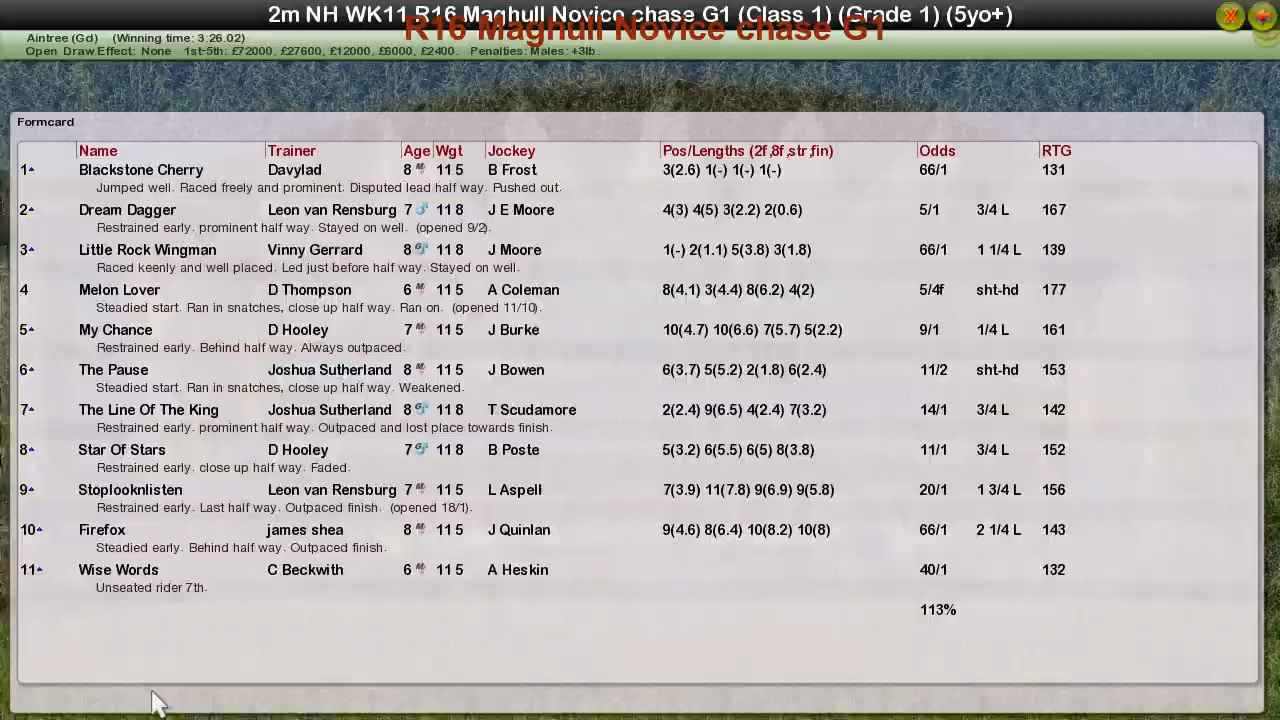 2m NH WK11 R16 Maghull Novice chase G1 (Class 1) (Grade 1) (5yo+)
R16 Maghull Novice chase G1
Aintree (Gd) (Winning time: 3:26.02)
Open Draw Effect: None 1st-5th: £72000, £27600, £12000, £6000, £2400. Penalties: Males: +3lb.
Formcard
Name Trainer Age Wgt Jockey Pos/Lengths (2f,8f,str,fin) Odds RTG
1 Blackstone Cherry Davylad 8 11 5 B Frost 3(2.6) 1(-) 1(-) 1(-) 66/1 131
Jumped well. Raced freely and prominent. Disputed lead half way. Pushed out.
2 Dream Dagger Leon van Rensburg 7 11 8 J E Moore 4(3) 4(5) 3(2.2) 2(0.6) 5/1 3/4 L 167
Restrained early. prominent half way. Stayed on well. (opened 9/2).
3 Little Rock Wingman Vinny Gerrard 8 11 8 J Moore 1(-) 2(1.1) 5(3.8) 3(1.8) 66/1 1 1/4 L 139
Raced keenly and well placed. Led just before half way. Stayed on well.
4 Melon Lover D Thompson 6 11 5 A Coleman 8(4.1) 3(4.4) 8(6.2) 4(2) 5/4f sht-hd 177
Steadied start. Ran in snatches, close up half way. Ran on. (opened 11/10).
5 My Chance D Hooley 7 11 5 J Burke 10(4.7) 10(6.6) 7(5.7) 5(2.2) 9/1 1/4 L 161
Restrained early. Behind half way. Always outpaced.
6 The Pause Joshua Sutherland 8 11 5 J Bowen 6(3.7) 5(5.2) 2(1.8) 6(2.4) 11/2 sht-hd 153
Steadied start. Ran in snatches, close up half way. Weakened.
7 The Line Of The King Joshua Sutherland 8 11 8 T Scudamore 2(2.4) 9(6.5) 4(2.4) 7(3.2) 14/1 3/4 L 142
Restrained early. prominent half way. Outpaced and lost place towards finish.
8 Star Of Stars D Hooley 7 11 8 B Poste 5(3.2) 6(5.5) 6(5) 8(3.8) 11/1 3/4 L 152
Restrained early. close up half way. Faded.
9 Stoplooknlisten Leon van Rensburg 7 11 5 L Aspell 7(3.9) 11(7.8) 9(6.9) 9(5.8) 20/1 1 3/4 L 156
Restrained early. Last half way. Outpaced finish. (opened 18/1).
10 Firefox james shea 8 11 5 J Quinlan 9(4.6) 8(6.4) 10(8.2) 10(8) 66/1 2 1/4 L 143
Steadied early. Behind half way. Outpaced finish.
11 Wise Words C Beckwith 6 11 5 A Heskin 40/1 132
Unseated rider 7th.
113%